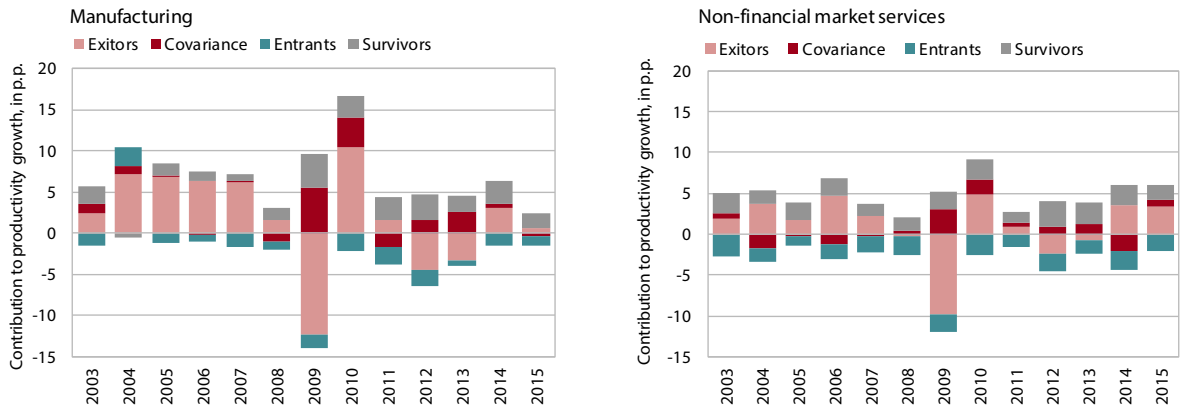 Manufacturing
Exitors Covariance Entrants Survivors
Contribution to productivity growth, in p.p.
20
15
10
5
0
-5
-10
-15
2003 2004 2005 2006 2007 2008 2009 2010 2011 2012 2013 2014 2015
Non-financial market services
Exitors Covariance Entrants Survivors
Contribution to productivity growth, in p.p.
20
15
10
5
0
-5
-10
-15
2003 2004 2005 2006 2007 2008 2009 2010 2011 2012 2013 2014 2015